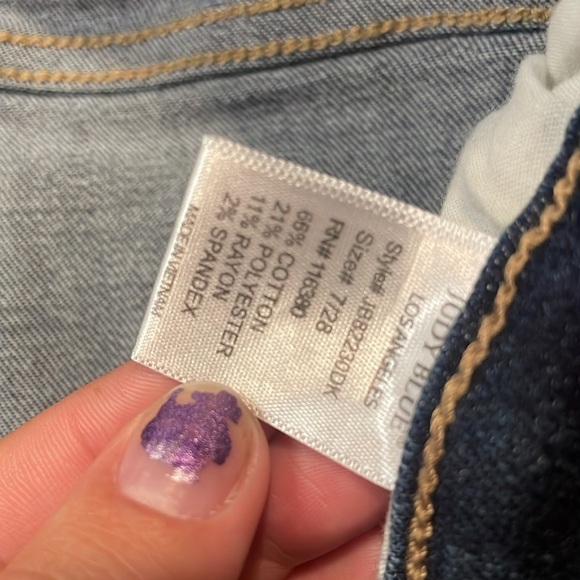 JUDY BLUE
LOS ANGELES
Style# JB82230DK
Size# 7/28
RN# 116390
66% COTTON
21% POLYESTER
11% RAYON
2% SPANDEX
MADE IN VIETNAM